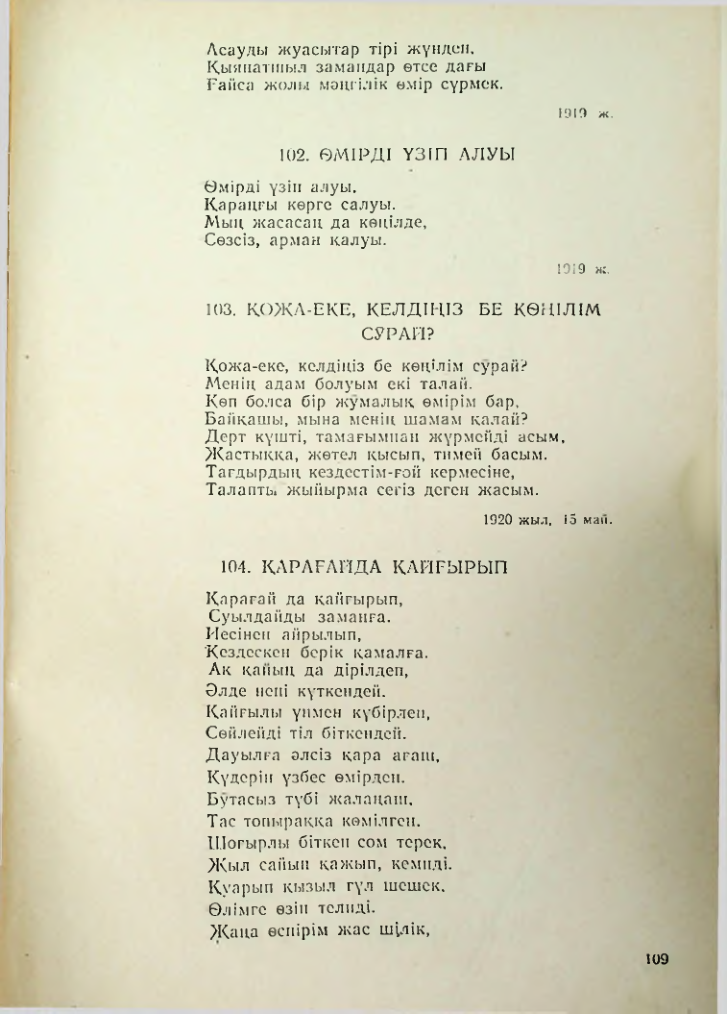 Асауды жуасытар тірі жүнден,
Қыянатшыл замандар өтсе дағы
Ғайса жолы мәңгілік өмір сүрмек.
1919 ж.
102. ӨМІРДІ ҮЗІП АЛУЫ
Өмірді үзіп алуы,
Қараңғы көрге салуы.
Мың жасасаң да көңілде,
Сөзсіз, арман қалуы.
1919 ж.
103. ҚОЖА-ЕКЕ, КЕЛДІҢІЗ БЕ КӨҢІЛІМ
СҰРАЙ?
Қожа-еке, келдіңіз бе көңілім сұрай?
Менің адам болуым екі талай.
Көп болса бір жұмалық өмірім бар,
Байқашы, мына менің шамам қалай?
Дерт күшті, тамағымнан жүрмейді асым,
Жастыққа, жөтел қысып, тимей басым.
Тағдырдың кездестім-ғой кермесіне,
Талапты жыйырма сегіз деген жасым.
1920 жыл, 15 май.
104. ҚАРАҒАЙДА ҚАЙҒЫРЫП
Қарағай да қайғырып,
Суылдайды заманға.
Иесінен айрылып,
Кездескен берік қамалға.
Ақ қайың да дірілдеп,
Әлде нені күткендей.
Қайғылы үнмен күбірлеп,
Сөйлейді тіл біткендей.
Дауылға әлсіз қара ағаш,
Күдерін үзбес өмірден.
Бұтасыз түбі жалаңаш,
Тас топыраққа көмілген.
Шоғырлы біткен сом терек,
Жыл сайын қажып, кемиді.
Қуарып қызыл гүл шешек,
Өлімге өзін телиді.
Жаңа өспірім жас шілік,
109